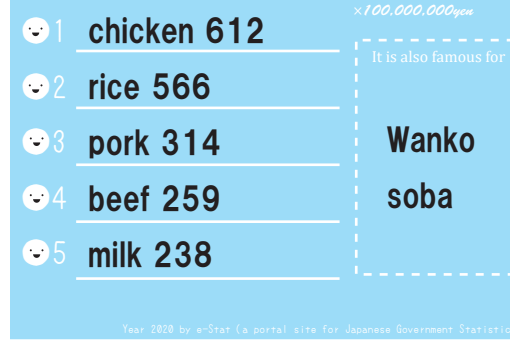 ×100,000,000yen
1 chicken 612
2 rice 566
3 pork 314
4 beef 259
5 milk 238
It is also famous for
Wanko
soba
Year 2020 by e-Stat (a portal site for Japanese Government Statistic